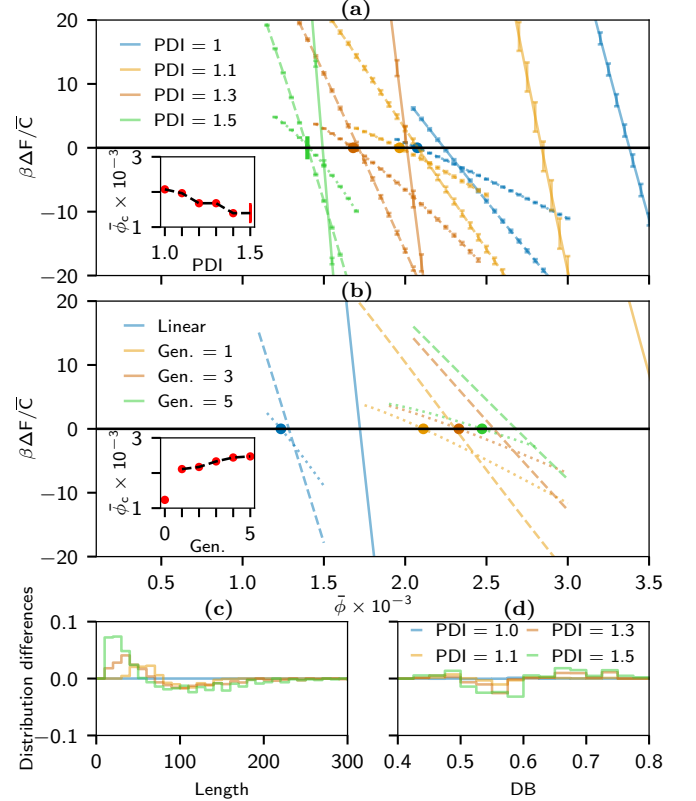 (a)
20
10
0
−10
−20
βΔF/C̅
PDI = 1
PDI = 1.1
PDI = 1.3
PDI = 1.5
ϕ̄c × 10⁻³
1
1.0 1.5
PDI
(b)
20
10
0
−10
−20
βΔF/C̅
Linear
Gen. = 1
Gen. = 3
Gen. = 5
ϕ̄c × 10⁻³
1
0 5
Gen.
0.5 1.0 1.5 2.0 2.5 3.0 3.5
ϕ̄ × 10⁻³
(c)
Distribution differences
0.1
0.0
−0.1
0 100 200 300
Length
(d)
PDI = 1.0 PDI = 1.3
PDI = 1.1 PDI = 1.5
0.4 0.5 0.6 0.7 0.8
DB